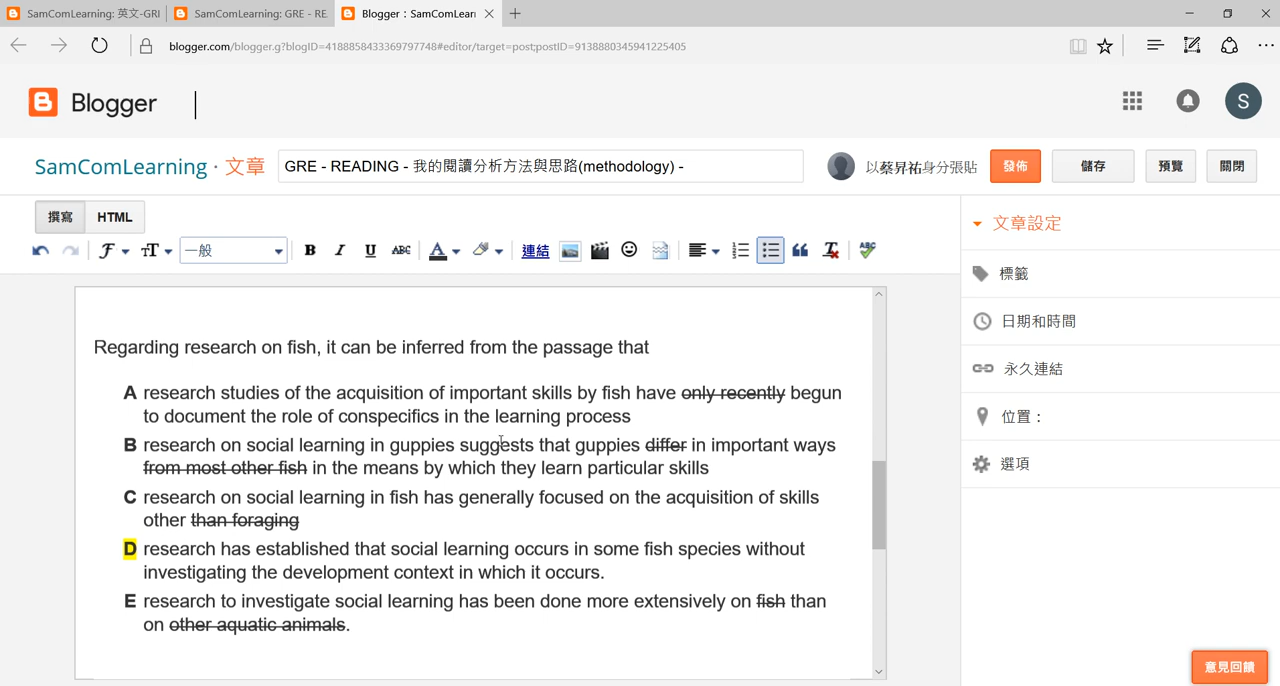 SamComLearning: 英文-GRI
SamComLearning: GRE - RE
Blogger：SamComLearn
blogger.com/blogger.g?blogID=4188858433369797748#editor/target=post;postID=9138880345941225405
Blogger
S
SamComLearning · 文章
GRE - READING - 我的閱讀分析方法與思路(methodology) -
以蔡昇祐身分張貼
發佈
儲存
預覽
關閉
撰寫
HTML
一般
B I U ABC A 連結 ABC
文章設定
標籤
日期和時間
永久連結
位置：
選項
Regarding research on fish, it can be inferred from the passage that
A research studies of the acquisition of important skills by fish have only recently begun
to document the role of conspecifics in the learning process
B research on social learning in guppies suggests that guppies differ in important ways
from most other fish in the means by which they learn particular skills
C research on social learning in fish has generally focused on the acquisition of skills
other than foraging
D research has established that social learning occurs in some fish species without
investigating the development context in which it occurs.
E research to investigate social learning has been done more extensively on fish than
on other aquatic animals.
意見回饋